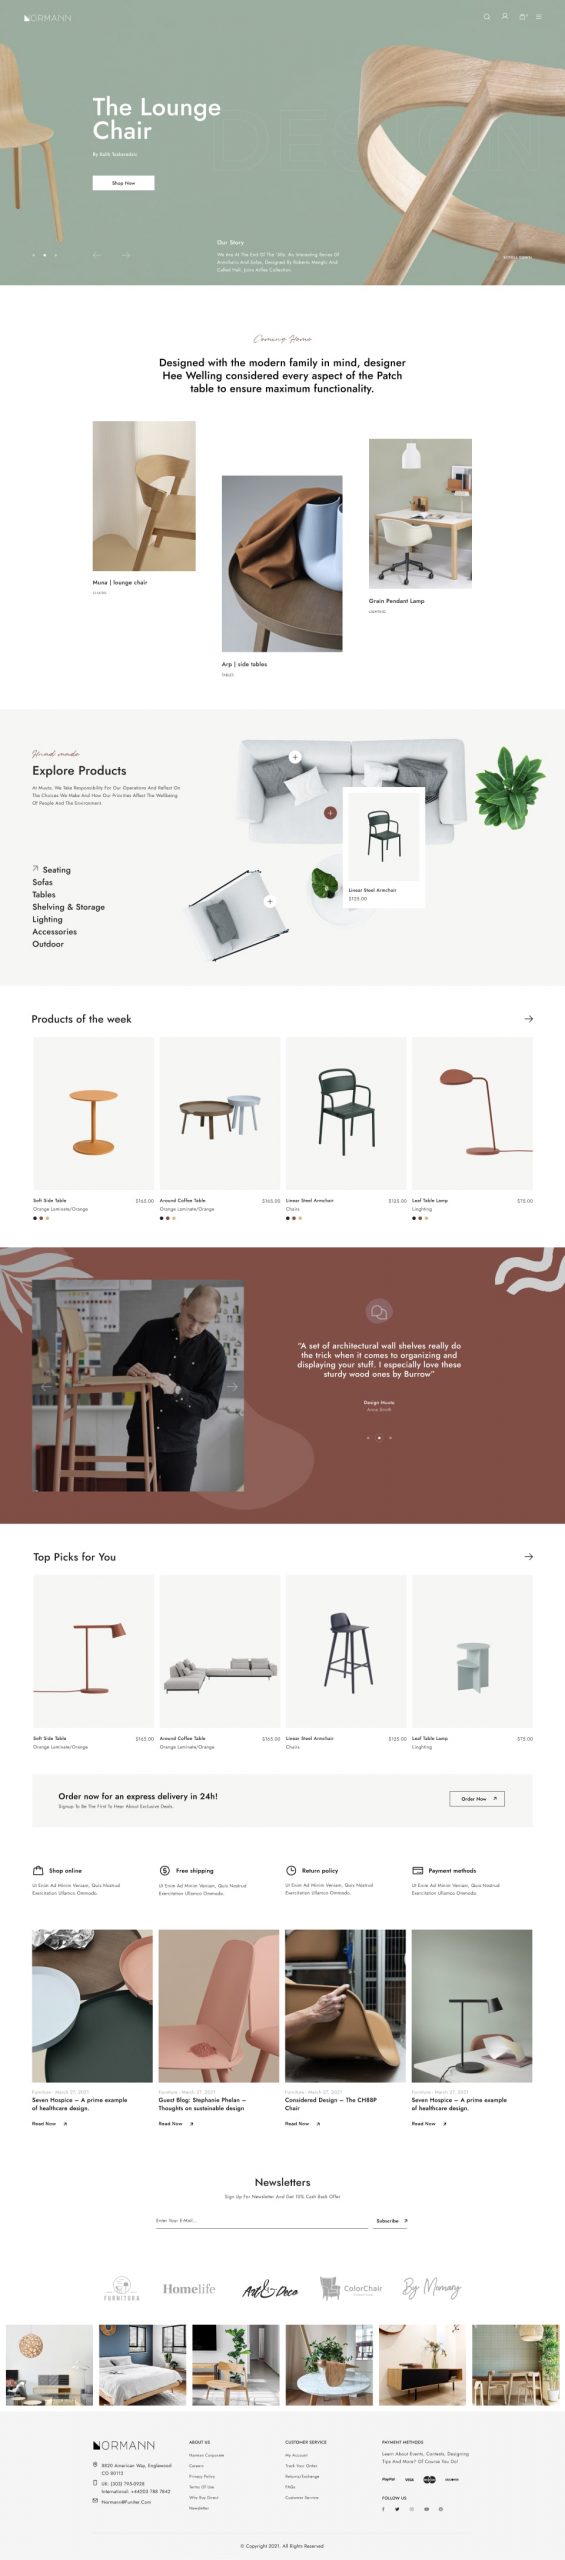 NORMANN
DESIGN
The Lounge
Chair
Shop Now
Our Story
We Are At The End Of The '30s. An Interesting Series Of
Armchairs And Sofas, Designed By Roberto Menghi And
Called Hall, Joins Arflex Collection.
SCROLL DOWN
Coming Home
Designed with the modern family in mind, designer
Hee Welling considered every aspect of the Patch
table to ensure maximum functionality.
Muna | lounge chair
CHAIRS
Grain Pendant Lamp
LIGHTING
Arp | side tables
TABLES
Hand made
Explore Products
At Muuto, We Take Responsibility For Our Operations And Reflect On
The Choices We Make And How Our Priorities Affect The Wellbeing
Of People And The Environment.
Seating
Sofas
Tables
Shelving & Storage
Lighting
Accessories
Outdoor
Linear Steel Armchair
$125.00
Products of the week
Soft Side Table $165.00
Orange Laminate/Orange
Around Coffee Table $165.00
Orange Laminate/Orange
Linear Steel Armchair $125.00
Chairs
Leaf Table Lamp $75.00
Linghting
"A set of architectural wall shelves really do
the trick when it comes to organizing and
displaying your stuff. I especially love these
sturdy wood ones by Burrow"
Design Muuto
Anna Smith
Top Picks for You
Soft Side Table $165.00
Orange Laminate/Orange
Around Coffee Table $165.00
Orange Laminate/Orange
Linear Steel Armchair $125.00
Chairs
Leaf Table Lamp $75.00
Linghting
Order now for an express delivery in 24h!
Signup To Be The First To Hear About Exclusive Deals.
Order Now
Shop online
Ut Enim Ad Minim Veniam, Quis Nostrud
Exercitation Ullamco Ommodo.
Free shipping
Ut Enim Ad Minim Veniam, Quis Nostrud
Exercitation Ullamco Ommodo.
Return policy
Ut Enim Ad Minim Veniam, Quis Nostrud
Exercitation Ullamco Ommodo.
Payment methods
Ut Enim Ad Minim Veniam, Quis Nostrud
Exercitation Ullamco Ommodo.
Furniture - March 27, 2021
Seven Hospice – A prime example
of healthcare design.
Read Now
Furniture - March 27, 2021
Guest Blog: Stephanie Phelan –
Thoughts on sustainable design
Read Now
Furniture - March 27, 2021
Considered Design – The CH88P
Chair
Read Now
Furniture - March 27, 2021
Seven Hospice – A prime example
of healthcare design.
Read Now
Newsletters
Sign Up For Newsletter And Get 10% Cash Back Offer
Enter Your E-Mail...
Subscribe
FURNITURA
Homelife
Art & Deco
ColorChair
By Memory
NORMANN
8820 American Way, Englewood
CO 80112
UK: (303) 795-0928
International: +44203 788 7842
Normann@Funiter.Com
ABOUT US
Norman Corporate
Careers
Privacy Policy
Terms Of Use
Why Buy Direct
Newsletter
CUSTOMER SERVICE
My Account
Track Your Order
Returns/Exchange
FAQs
Customer Service
PAYMENT METHODS
Learn About Events, Contests, Designing
Tips And More? Of Course You Do!
PayPal VISA
FOLLOW US
© Copyright 2021. All Rights Reserved